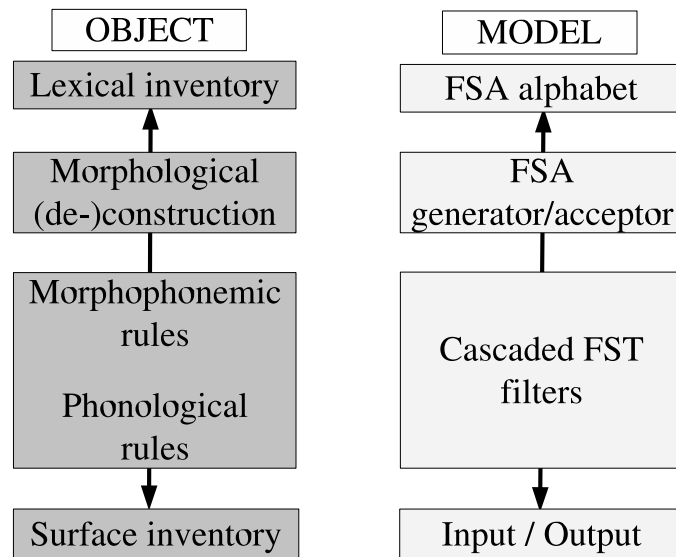 OBJECT
Lexical inventory
Morphological
(de-)construction
Morphophonemic
rules
Phonological
rules
Surface inventory
MODEL
FSA alphabet
FSA
generator/acceptor
Cascaded FST
filters
Input / Output